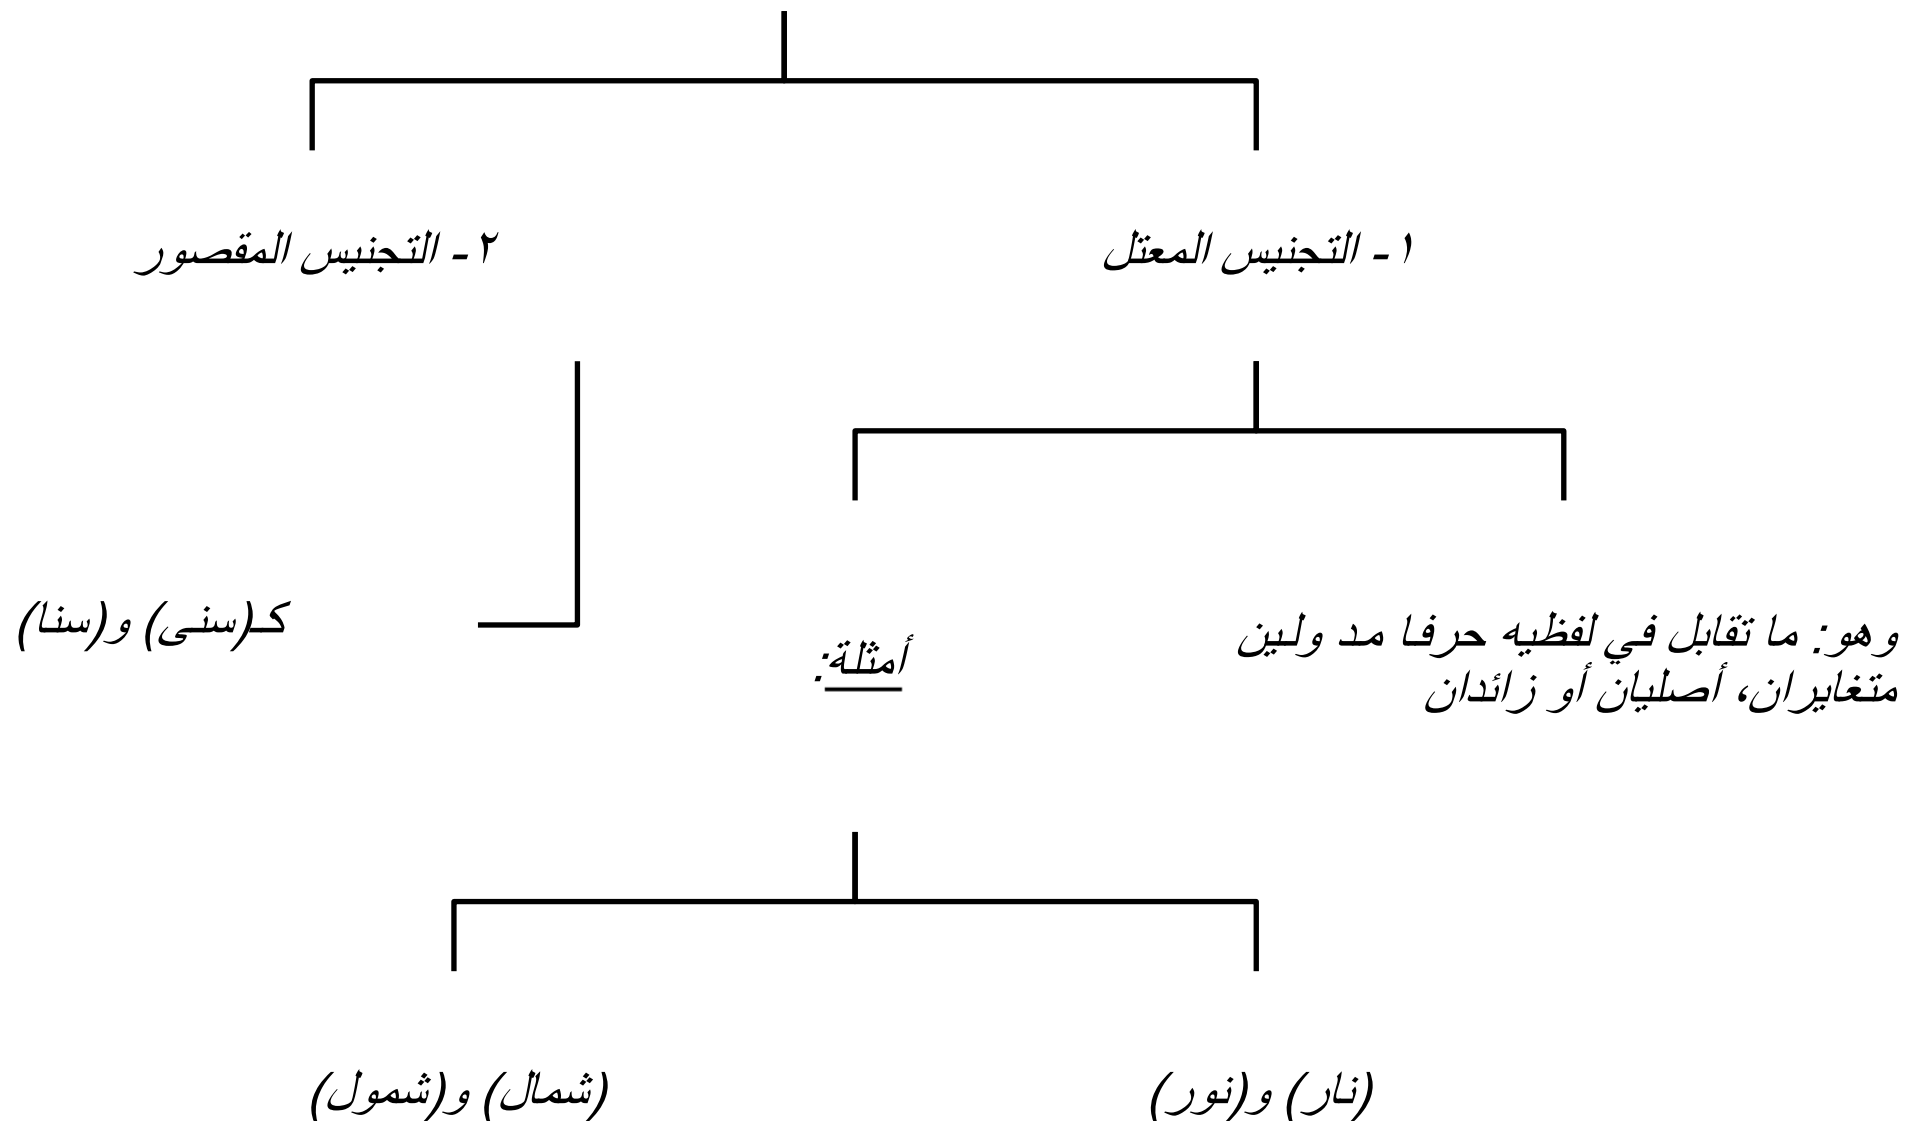 ١- التجنيس المعتل
٢- التجنيس المقصور
وهو: ما تقابل في لفظيه حرفا مد ولين
متغايران، أصليان أو زائدان
أمثلة:
كـ(سنى) و(سنا)
(نار) و(نور)
(شمال) و(شمول)